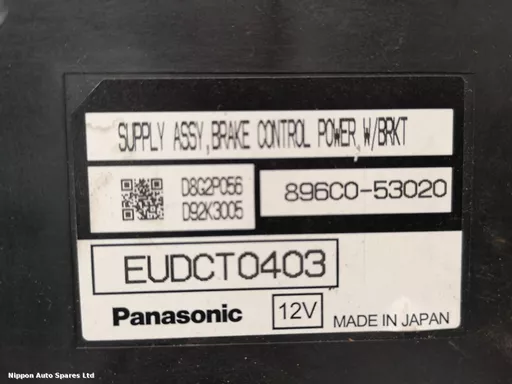 SUPPLY ASSY,BRAKE CONTROL POWER,W/BRKT
D8G2P056
D92K3005
896C0-53020
EUDCT0403
Panasonic
12V
MADE IN JAPAN
Nippon Auto Spares Ltd